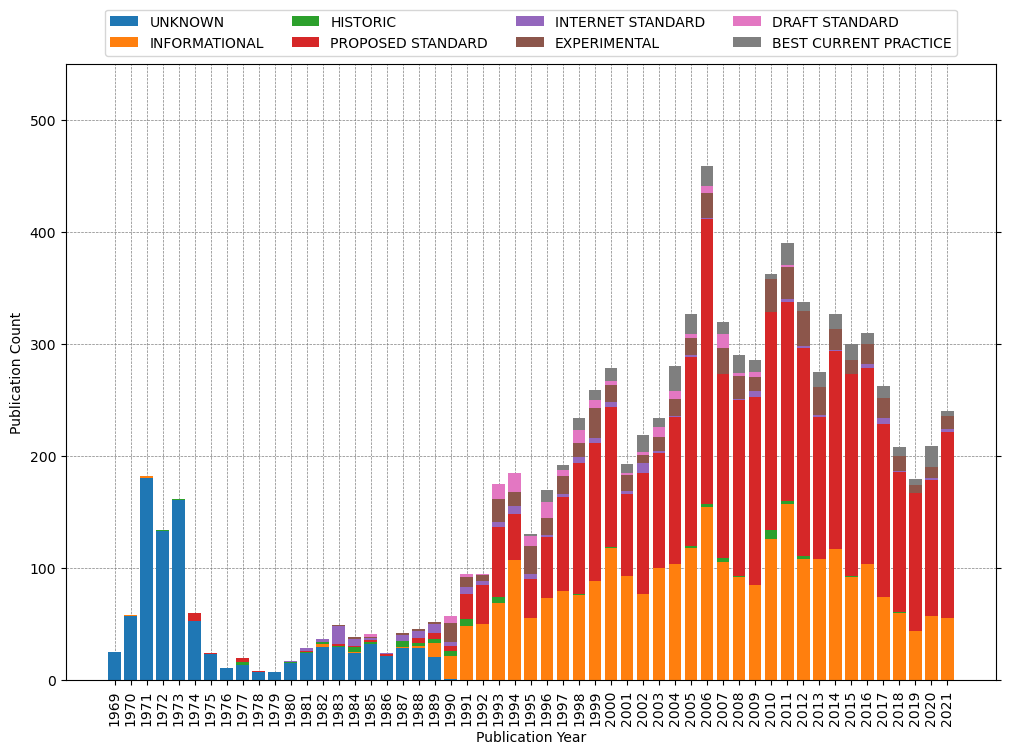 UNKNOWN HISTORIC INTERNET STANDARD DRAFT STANDARD
INFORMATIONAL PROPOSED STANDARD EXPERIMENTAL BEST CURRENT PRACTICE
500
400
300
200
100
0
Publication Count
1969 1970 1971 1972 1973 1974 1975 1976 1977 1978 1979 1980 1981 1982 1983 1984 1985 1986 1987 1988 1989 1990 1991 1992 1993 1994 1995 1996 1997 1998 1999 2000 2001 2002 2003 2004 2005 2006 2007 2008 2009 2010 2011 2012 2013 2014 2015 2016 2017 2018 2019 2020 2021
Publication Year